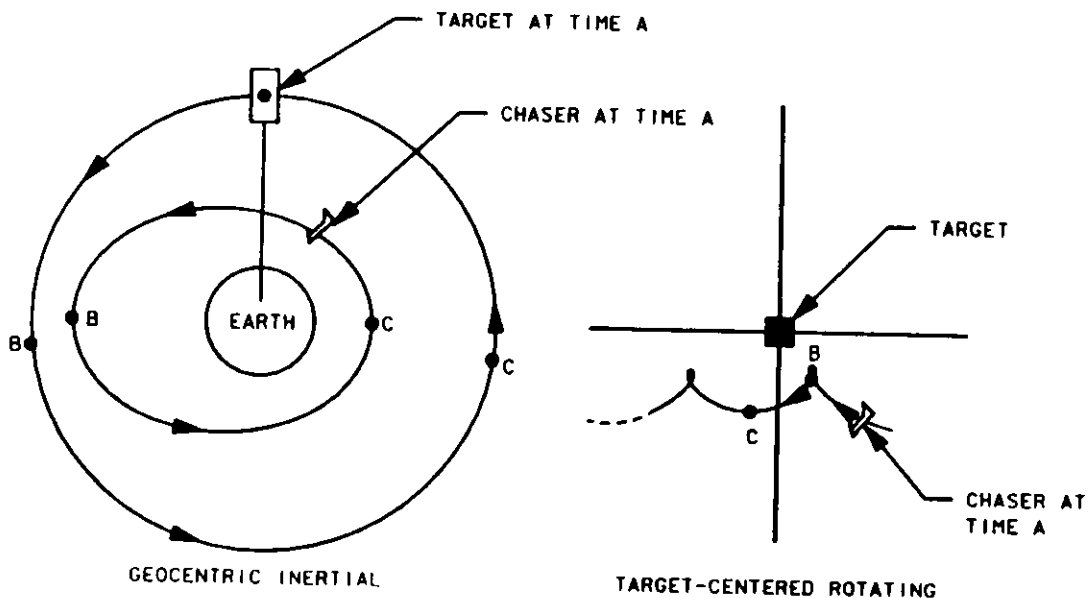 TARGET AT TIME A
CHASER AT TIME A
EARTH
B
B
C
C
GEOCENTRIC INERTIAL
TARGET
B
C
CHASER AT
TIME A
TARGET-CENTERED ROTATING